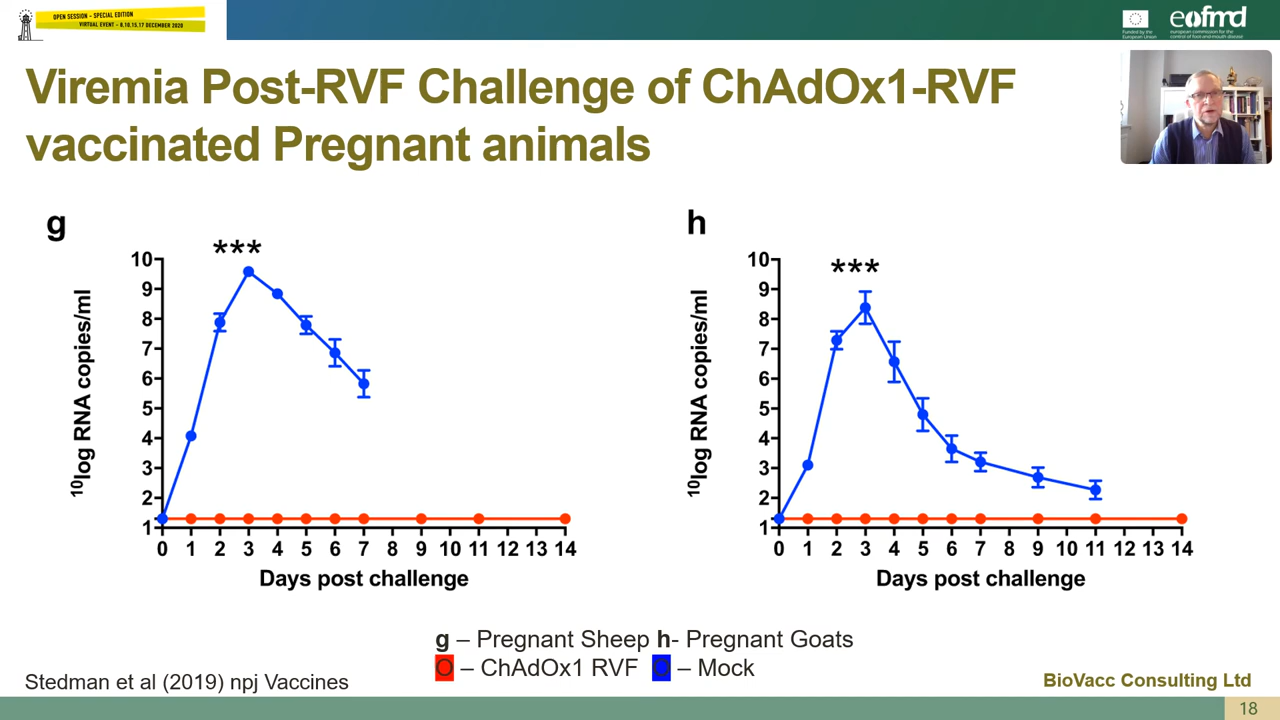 OPEN SESSION - SPECIAL EDITION
VIRTUAL EVENT - 8,10,15,17 DECEMBER 2020
Funded by the
European Union
eofmd
european commission for the
control of foot-and-mouth disease
Viremia Post-RVF Challenge of ChAdOx1-RVF
vaccinated Pregnant animals
g
***
10
9
8
7
6
5
4
3
2
1
10log RNA copies/ml
0 1 2 3 4 5 6 7 8 9 10 11 12 13 14
Days post challenge
h
***
10
9
8
7
6
5
4
3
2
1
10log RNA copies/ml
0 1 2 3 4 5 6 7 8 9 10 11 12 13 14
Days post challenge
g – Pregnant Sheep h- Pregnant Goats
O – ChAdOx1 RVF O – Mock
Stedman et al (2019) npj Vaccines
BioVacc Consulting Ltd
18